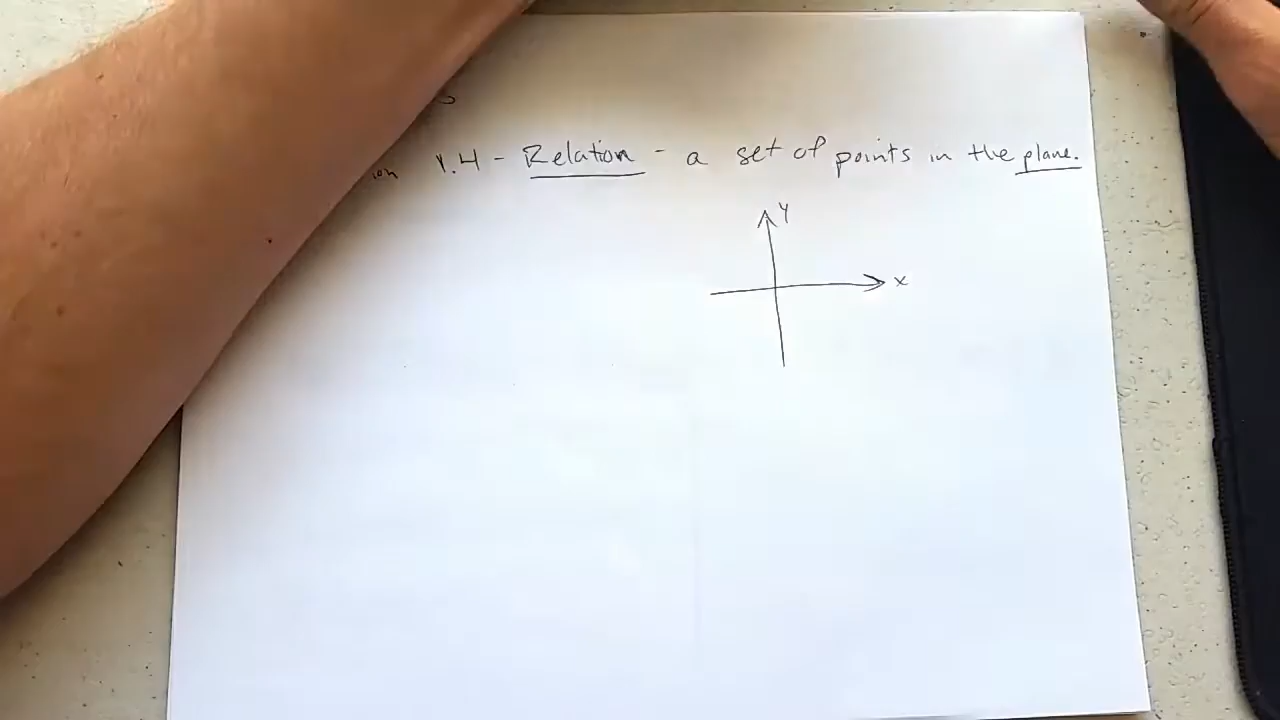 1.4 - Relation - a set of points in the plane.
y
x